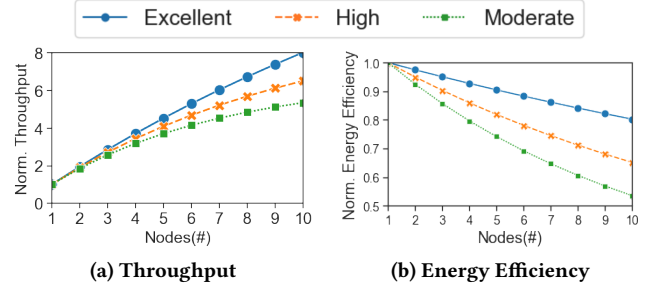 Excellent High Moderate
Norm. Throughput
8
6
4
2
0
1 2 3 4 5 6 7 8 9 10
Nodes(#)
(a) Throughput
Norm. Energy Efficiency
1.0
0.9
0.8
0.7
0.6
0.5
1 2 3 4 5 6 7 8 9 10
Nodes(#)
(b) Energy Efficiency